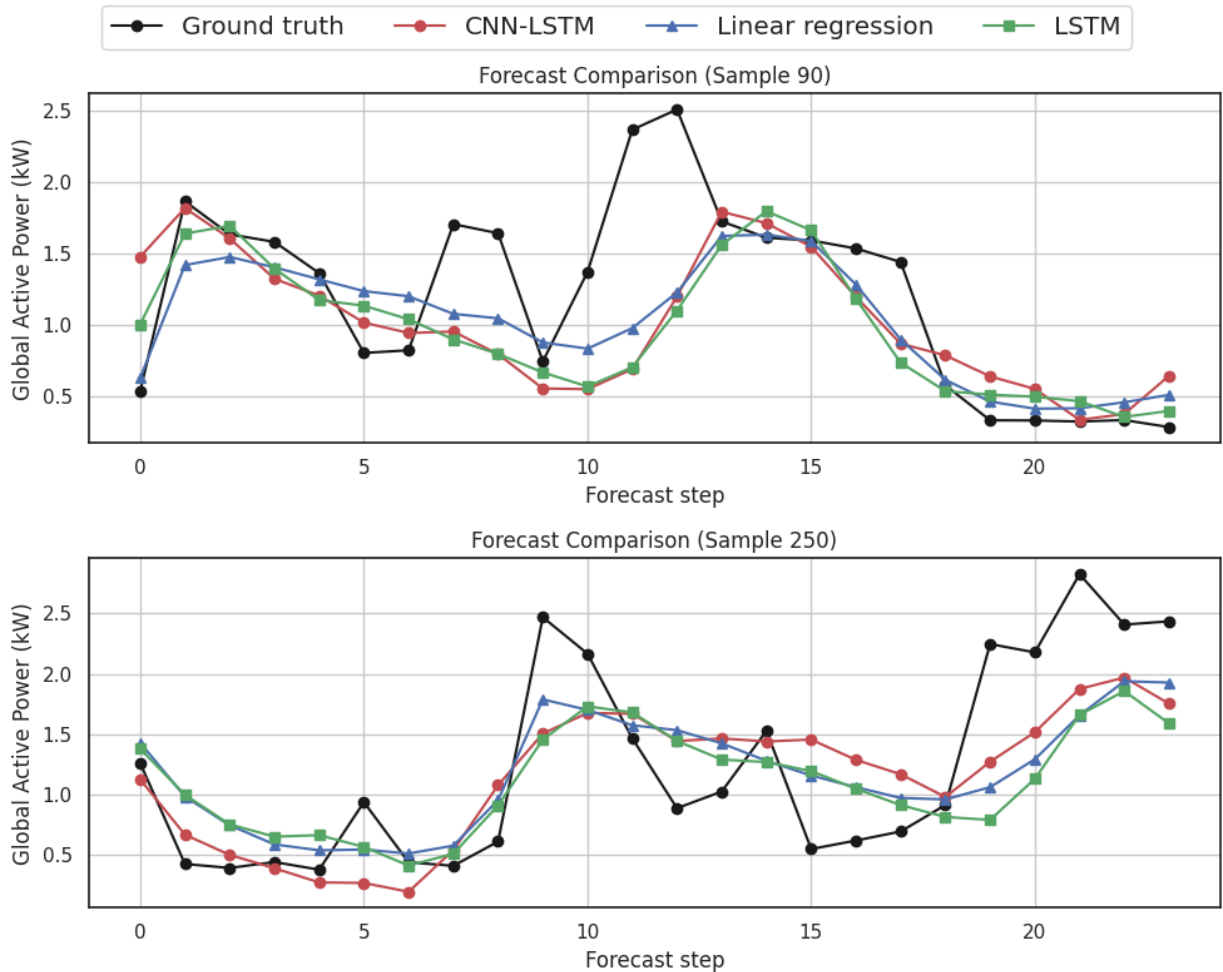 Ground truth CNN-LSTM Linear regression LSTM
Forecast Comparison (Sample 90)
Global Active Power (kW)
2.5
2.0
1.5
1.0
0.5
0 5 10 15 20
Forecast step
Forecast Comparison (Sample 250)
Global Active Power (kW)
2.5
2.0
1.5
1.0
0.5
0 5 10 15 20
Forecast step